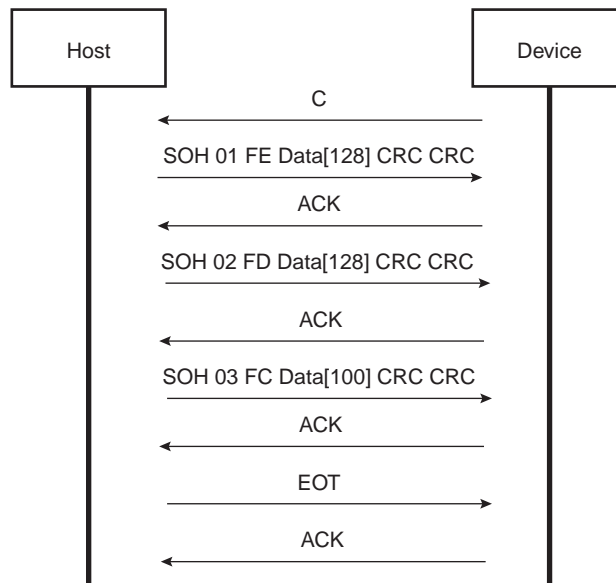 Host
Device
C
SOH 01 FE Data[128] CRC CRC
ACK
SOH 02 FD Data[128] CRC CRC
ACK
SOH 03 FC Data[100] CRC CRC
ACK
EOT
ACK